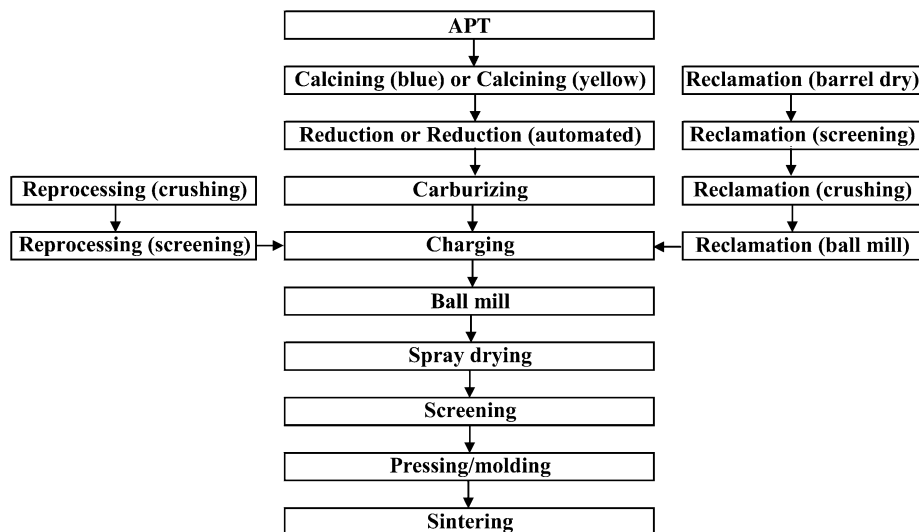 APT
Calcining (blue) or Calcining (yellow)
Reclamation (barrel dry)
Reduction or Reduction (automated)
Reclamation (screening)
Reprocessing (crushing)
Carburizing
Reclamation (crushing)
Reprocessing (screening)
Charging
Reclamation (ball mill)
Ball mill
Spray drying
Screening
Pressing/molding
Sintering